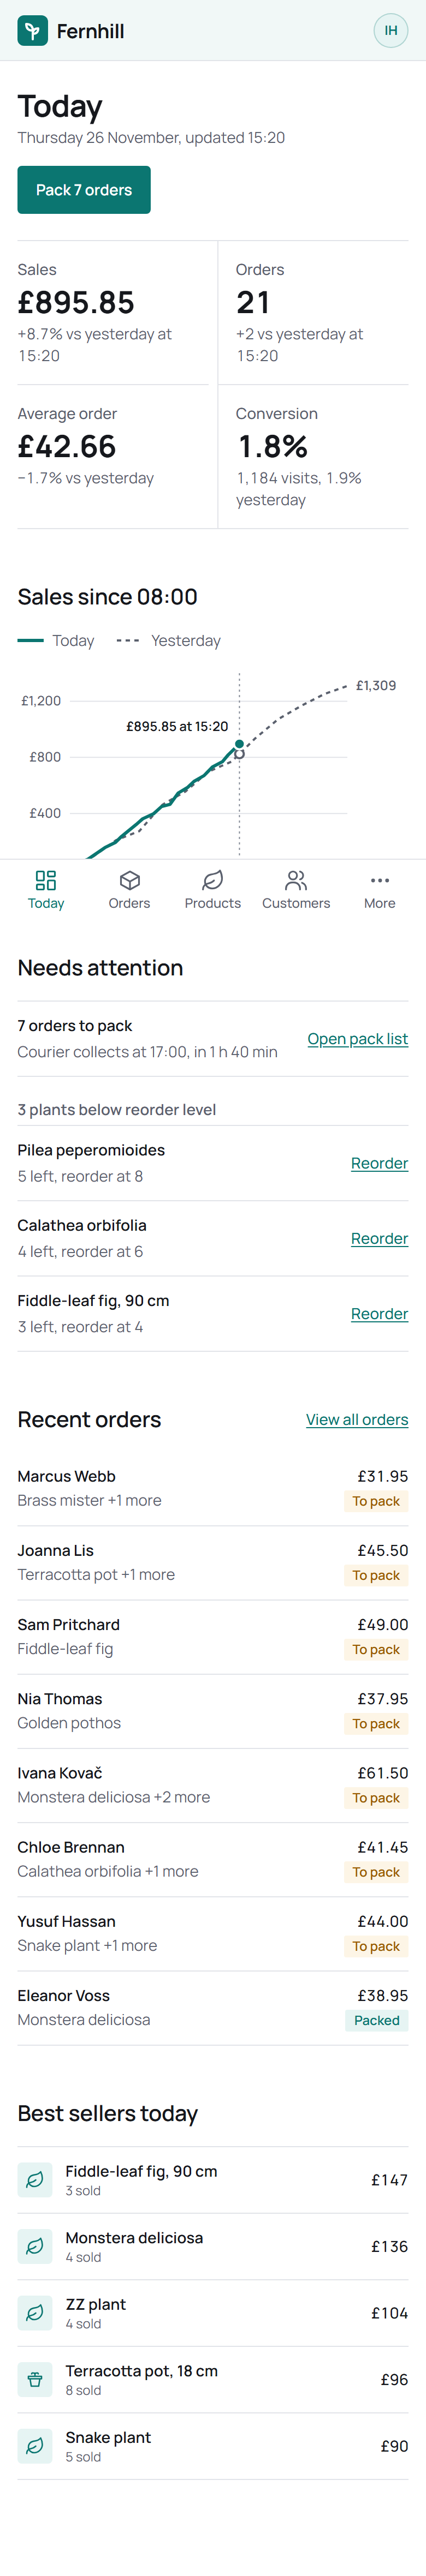 Fernhill
IH
Today
Thursday 26 November, updated 15:20
Pack 7 orders
Sales
£895.85
+8.7% vs yesterday at
15:20
Orders
21
+2 vs yesterday at
15:20
Average order
£42.66
−1.7% vs yesterday
Conversion
1.8%
1,184 visits, 1.9%
yesterday
Sales since 08:00
Today
Yesterday
£1,309
£1,200
£895.85 at 15:20
£800
£400
Today
Orders
Products
Customers
More
Needs attention
7 orders to pack
Courier collects at 17:00, in 1 h 40 min
Open pack list
3 plants below reorder level
Pilea peperomioides
5 left, reorder at 8
Reorder
Calathea orbifolia
4 left, reorder at 6
Reorder
Fiddle-leaf fig, 90 cm
3 left, reorder at 4
Reorder
Recent orders
View all orders
Marcus Webb
£31.95
Brass mister +1 more
To pack
Joanna Lis
£45.50
Terracotta pot +1 more
To pack
Sam Pritchard
£49.00
Fiddle-leaf fig
To pack
Nia Thomas
£37.95
Golden pothos
To pack
Ivana Kovač
£61.50
Monstera deliciosa +2 more
To pack
Chloe Brennan
£41.45
Calathea orbifolia +1 more
To pack
Yusuf Hassan
£44.00
Snake plant +1 more
To pack
Eleanor Voss
£38.95
Monstera deliciosa
Packed
Best sellers today
Fiddle-leaf fig, 90 cm
3 sold
£147
Monstera deliciosa
4 sold
£136
ZZ plant
4 sold
£104
Terracotta pot, 18 cm
8 sold
£96
Snake plant
5 sold
£90